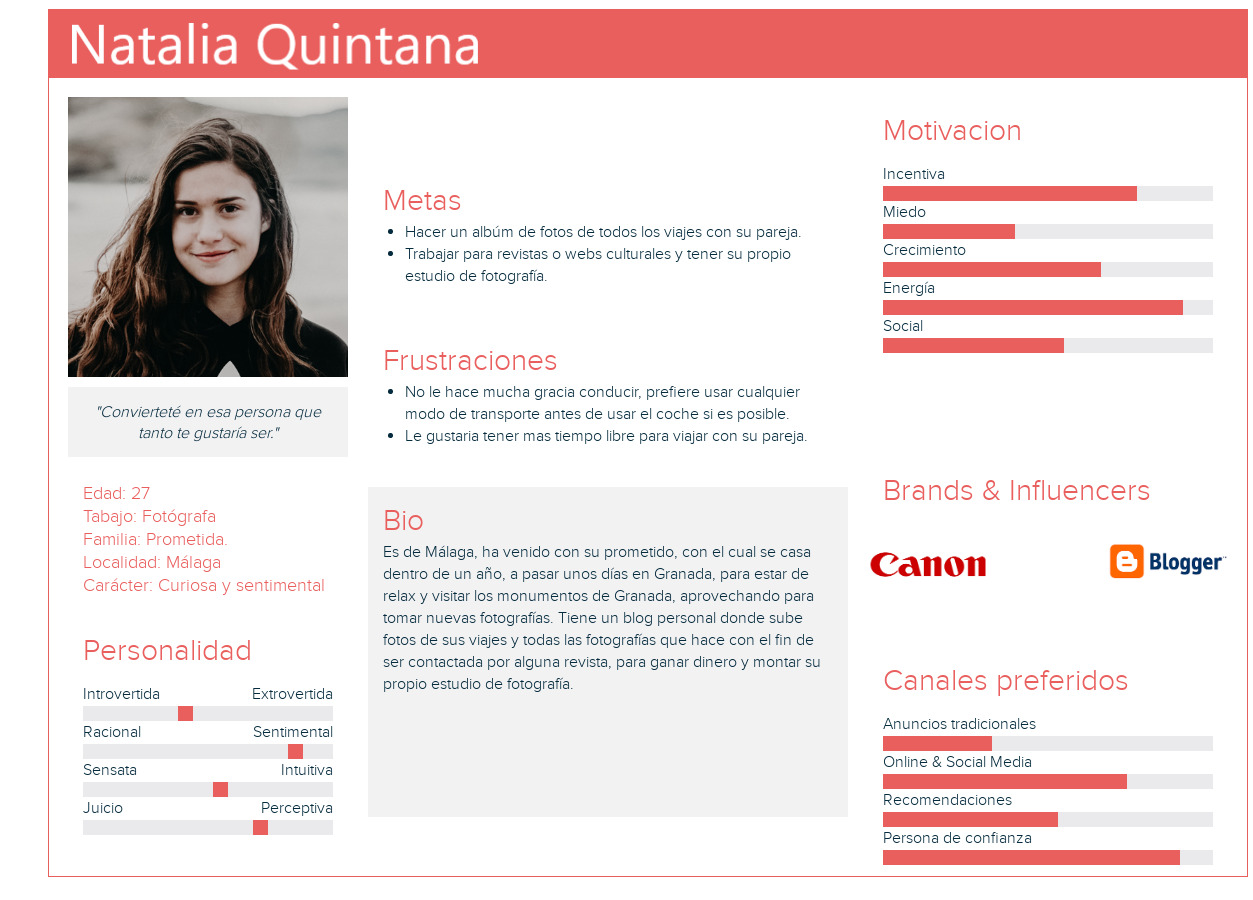 Natalia Quintana
"Convierteté en esa persona que
tanto te gustaría ser."
Edad: 27
Tabajo: Fotógrafa
Familia: Prometida.
Localidad: Málaga
Carácter: Curiosa y sentimental
Personalidad
Introvertida Extrovertida
Racional Sentimental
Sensata Intuitiva
Juicio Perceptiva
Metas
• Hacer un albúm de fotos de todos los viajes con su pareja.
• Trabajar para revistas o webs culturales y tener su propio
estudio de fotografía.
Frustraciones
• No le hace mucha gracia conducir, prefiere usar cualquier
modo de transporte antes de usar el coche si es posible.
• Le gustaria tener mas tiempo libre para viajar con su pareja.
Bio
Es de Málaga, ha venido con su prometido, con el cual se casa
dentro de un año, a pasar unos días en Granada, para estar de
relax y visitar los monumentos de Granada, aprovechando para
tomar nuevas fotografías. Tiene un blog personal donde sube
fotos de sus viajes y todas las fotografías que hace con el fin de
ser contactada por alguna revista, para ganar dinero y montar su
propio estudio de fotografía.
Motivacion
Incentiva
Miedo
Crecimiento
Energía
Social
Brands & Influencers
Canon Blogger
Canales preferidos
Anuncios tradicionales
Online & Social Media
Recomendaciones
Persona de confianza